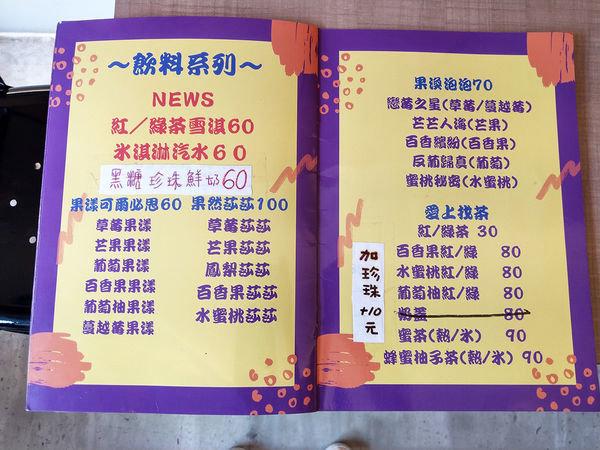 ~飲料系列~
NEWS
紅/綠茶雪淇60
氷淇淋汽水60
黑糖珍珠鮮奶60
果漾可爾必思60
草莓果漾
芒果果漾
葡萄果漾
百香果果漾
葡萄柚果漾
蔓越莓果漾
果然莎莎100
草莓莎莎
芒果莎莎
鳳梨莎莎
百香果莎莎
水蜜桃莎莎
果漾泡泡70
戀莓之星(草莓/蔓越莓)
芒芒人海(芒果)
百香繽紛(百香果)
反葡歸真(葡萄)
蜜桃秘密(水蜜桃)
愛上找茶
紅/綠茶 30
百香果紅/綠 80
水蜜桃紅/綠 80
葡萄柚紅/綠 80
奶蓋 80
蜜茶(熱/氷) 90
蜂蜜柚子茶(熱/氷) 90
加珍珠+10元